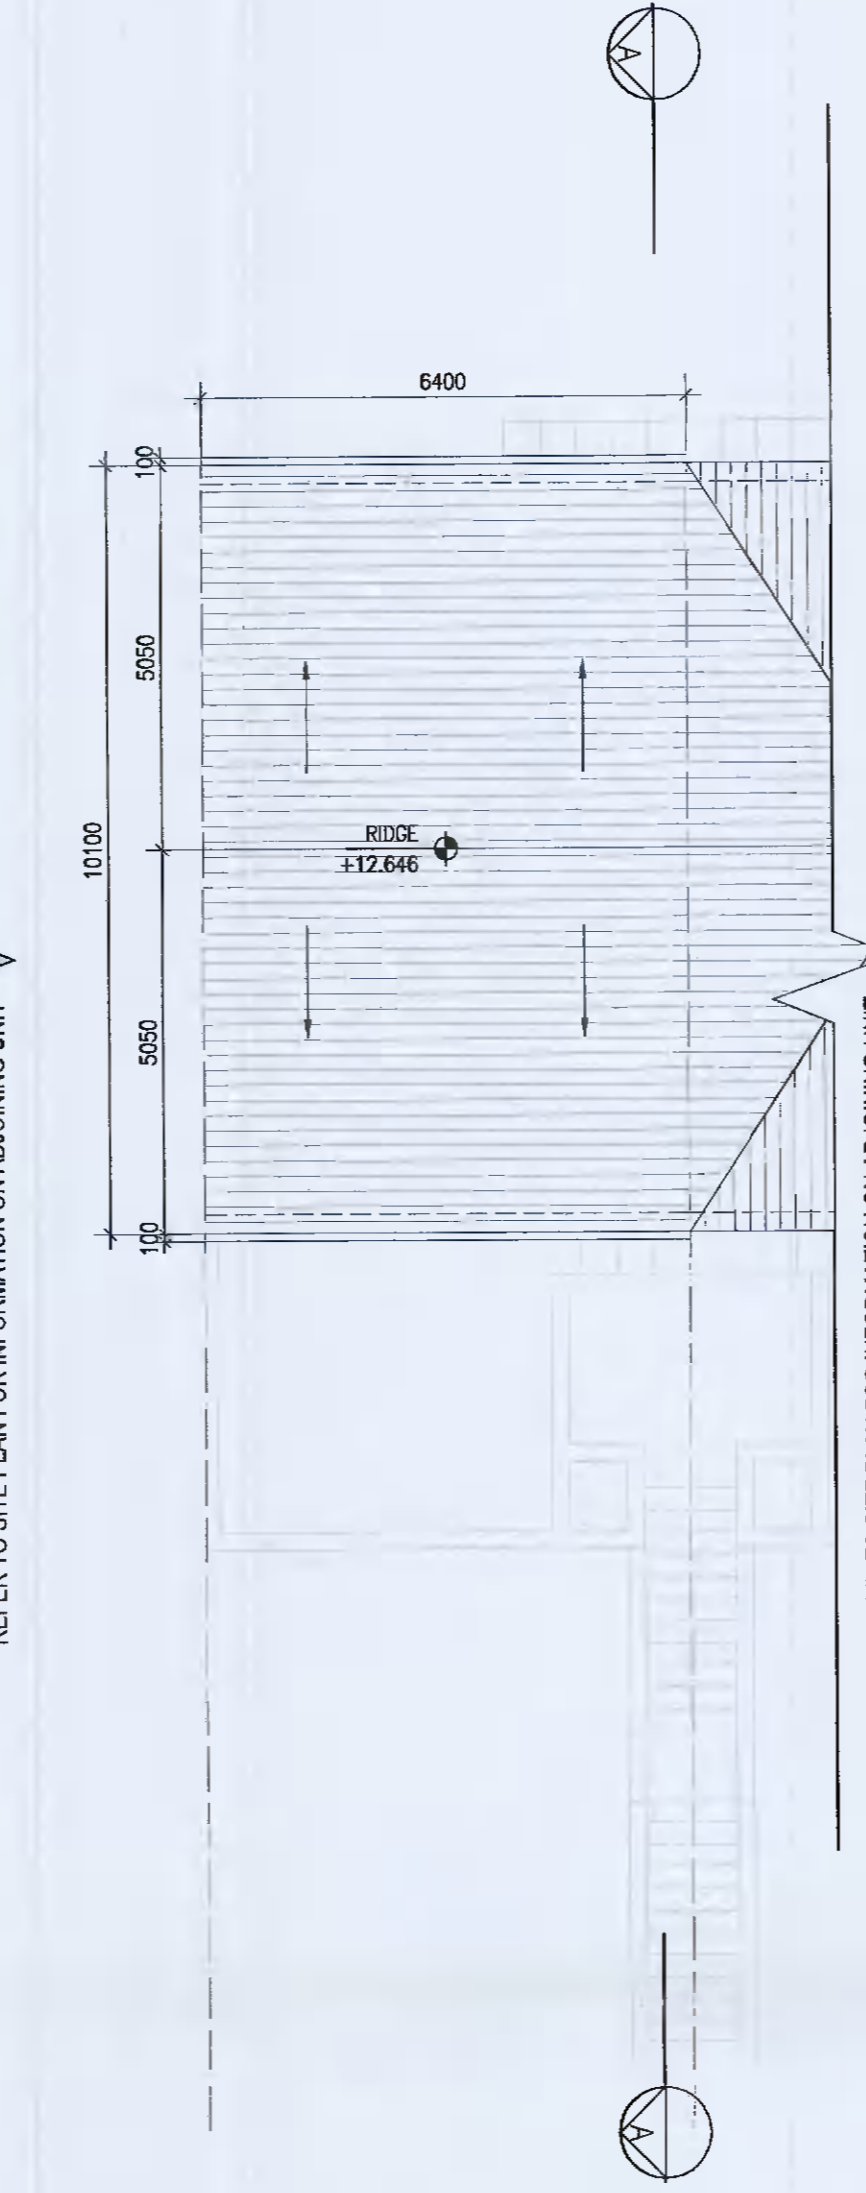 A
6400
100
5050
10100
RIDGE
+12.646
5050
100
REFER TO SITE PLAN FOR INFORMATION ON ADJOINING UNIT
A